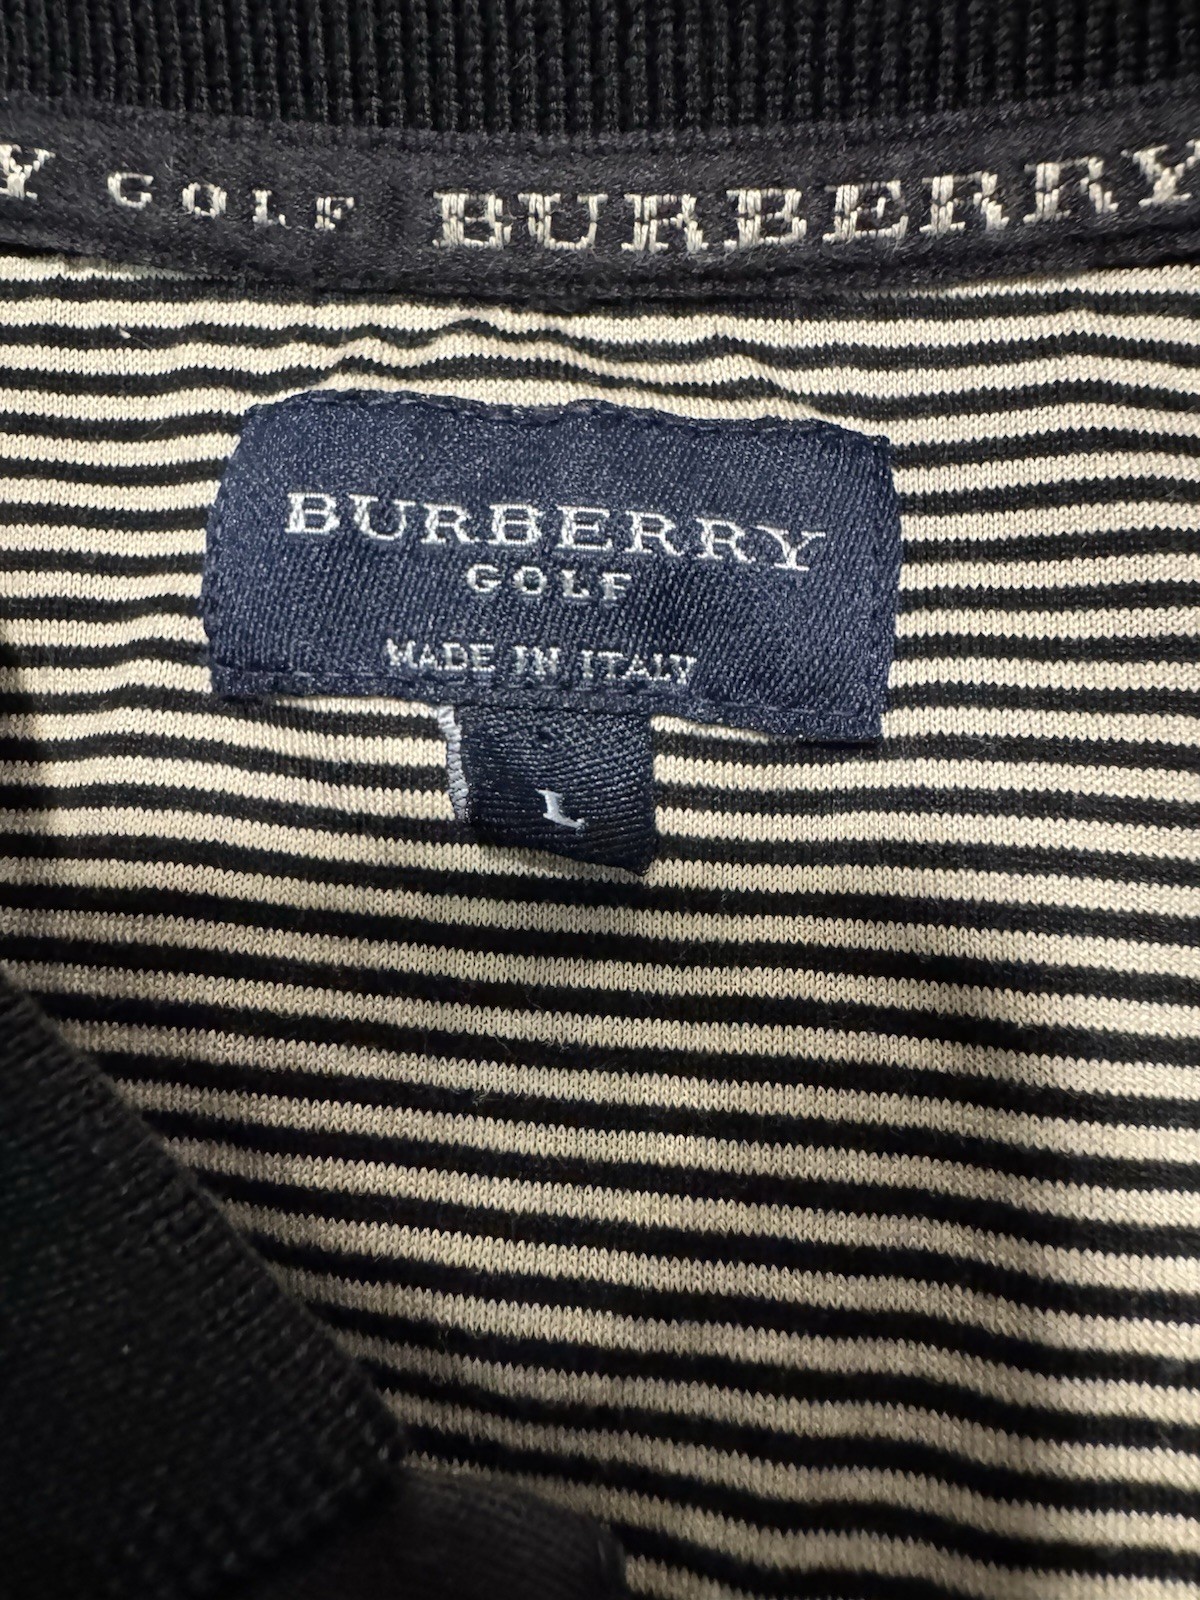 Y GOLF BURBERRY
BURBERRY
GOLF
MADE IN ITALY
L